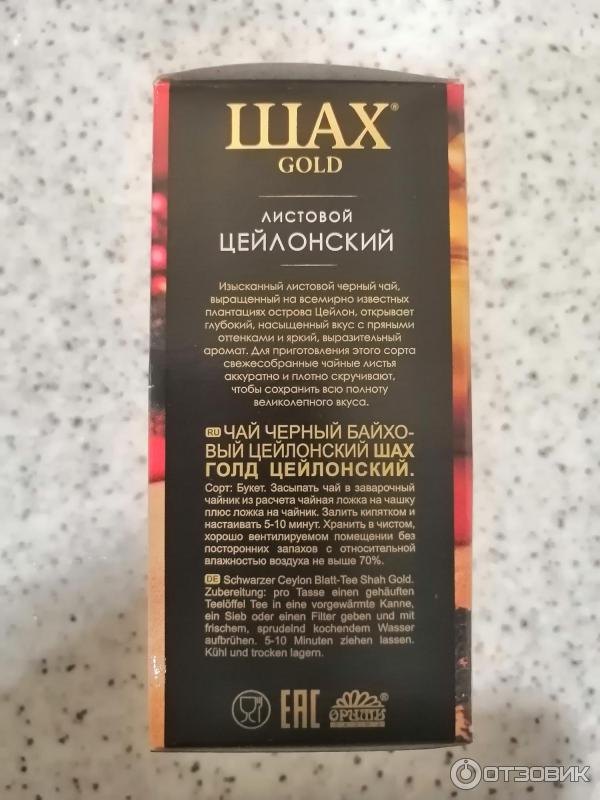 ШАХ®
GOLD
ЛИСТОВОЙ
ЦЕЙЛОНСКИЙ
Изысканный листовой черный чай,
выращенный на всемирно известных
плантациях острова Цейлон, открывает
глубокий, насыщенный вкус с пряными
оттенками и яркий, выразительный
аромат. Для приготовления этого сорта
свежесобранные чайные листья
аккуратно и плотно скручивают,
чтобы сохранить всю полноту
великолепного вкуса.
RU ЧАЙ ЧЕРНЫЙ БАЙХО-
ВЫЙ ЦЕЙЛОНСКИЙ ШАХ
ГОЛД ЦЕЙЛОНСКИЙ.
Сорт: Букет. Засыпать чай в заварочный
чайник из расчета чайная ложка на чашку
плюс ложка на чайник. Залить кипятком и
настаивать 5-10 минут. Хранить в чистом,
хорошо вентилируемом помещении без
посторонних запахов с относительной
влажностью воздуха не выше 70%.
DE Schwarzer Ceylon Blatt-Tee Shah Gold.
Zubereitung: pro Tasse einen gehäuften
Teelöffel Tee in eine vorgewärmte Kanne,
ein Sieb oder einen Filter geben und mit
frischem, sprudelnd kochendem Wasser
aufbrühen. 5-10 Minuten ziehen lassen.
Kühl und trocken lagern.
EAC ОРИМИ®
ОТЗОВИК